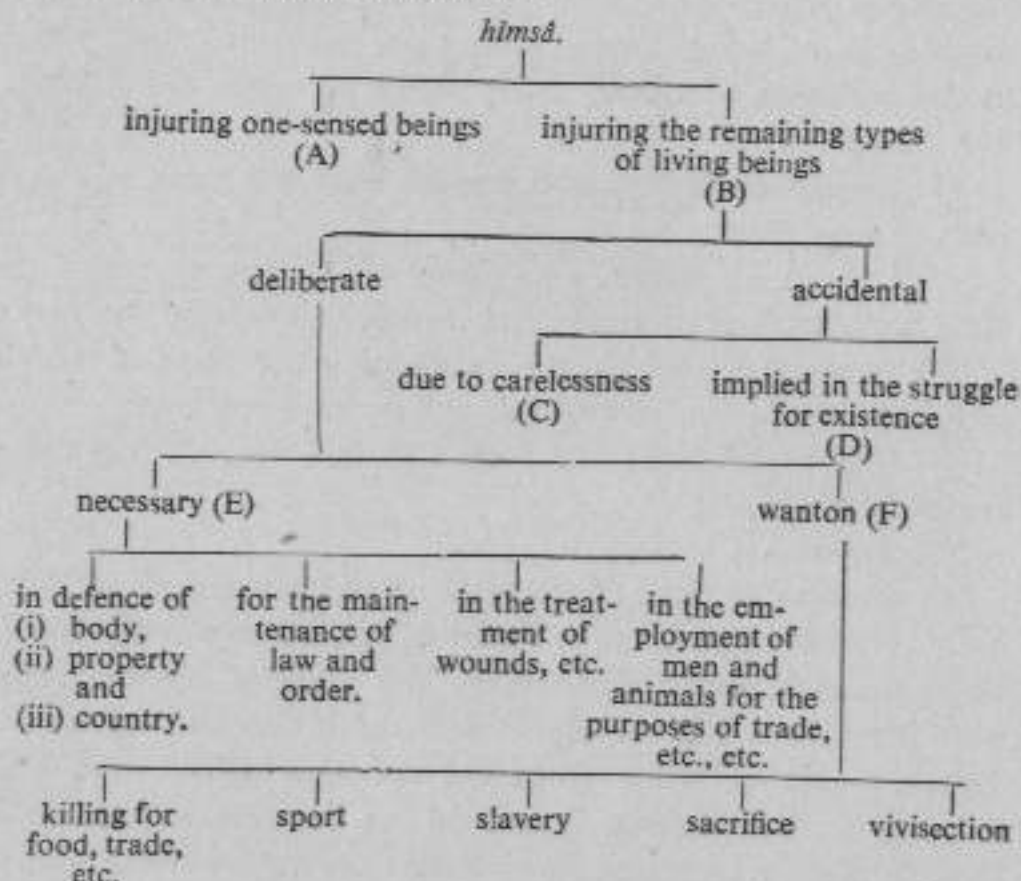 himsâ.
injuring one-sensed beings
(A)
injuring the remaining types
of living beings
(B)
deliberate
accidental
due to carelessness
(C)
implied in the struggle
for existence
(D)
necessary (E)
wanton (F)
in defence of
(i) body,
(ii) property
and
(iii) country.
for the main-
tenance of
law and
order.
in the treat-
ment of
wounds, etc.
in the em-
ployment of
men and
animals for the
purposes of trade,
etc., etc.
killing for
food, trade,
etc.
sport
slavery
sacrifice
vivisection